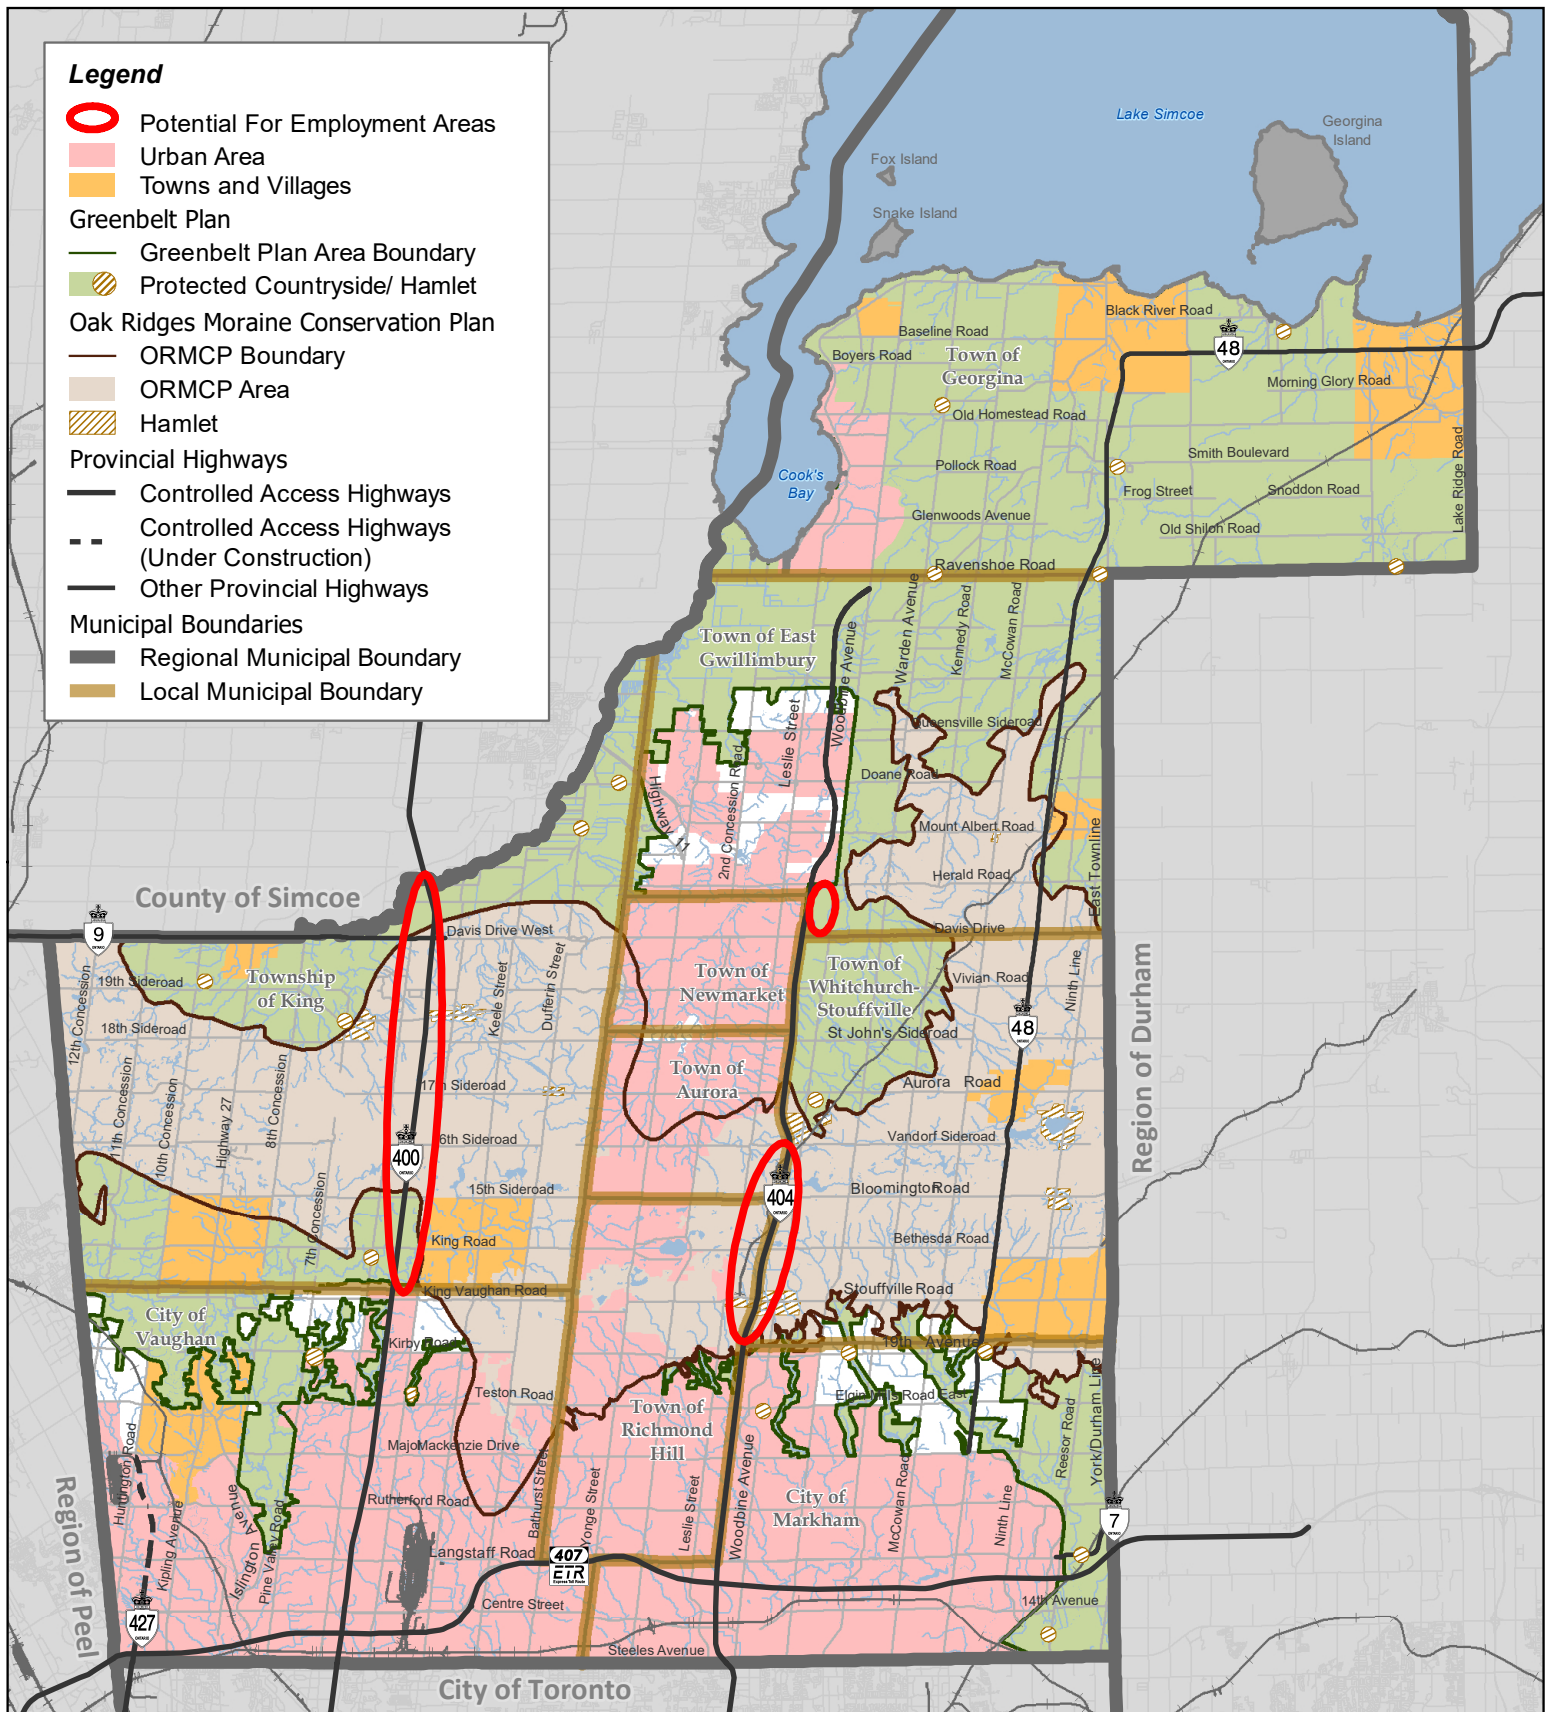 Legend
Potential For Employment Areas
Urban Area
Towns and Villages
Greenbelt Plan
Greenbelt Plan Area Boundary
Protected Countryside/ Hamlet
Oak Ridges Moraine Conservation Plan
ORMCP Boundary
ORMCP Area
Hamlet
Provincial Highways
Controlled Access Highways
Controlled Access Highways
(Under Construction)
Other Provincial Highways
Municipal Boundaries
Regional Municipal Boundary
Local Municipal Boundary
Lake Simcoe
Georgina
Island
Fox Island
Snake Island
Black River Road
Baseline Road
Boyers Road
Town of
Georgina
48
ONTARIO
Morning Glory Road
Old Homestead Road
Smith Boulevard
Pollock Road
Cook's
Bay
Frog Street
Snoddon Road
Glenwoods Avenue
Old Shiloh Road
Lake Ridge Road
Ravenshoe Road
Town of East
Gwillimbury
Woodbine Avenue
Warden Avenue
Kennedy Road
McCowan Road
Leslie Street
Queensville Sideroad
2nd Concession Road
Highway 11
Doane Road
Mount Albert Road
Herald Road
East Townline
County of Simcoe
9
ONTARIO
Davis Drive West
Davis Drive
12th Concession
19th Sideroad
Township
of King
Keele Street
Dufferin Street
Town of
Newmarket
Town of
Whitchurch-
Stouffville
Vivian Road
Ninth Line
18th Sideroad
St John's Sideroad
48
ONTARIO
11th Concession
10th Concession
Highway 27
8th Concession
17th Sideroad
Town of
Aurora
Aurora Road
Region of Durham
6th Sideroad
Vandorf Sideroad
400
ONTARIO
15th Sideroad
404
ONTARIO
Bloomington Road
7th Concession
King Road
Bethesda Road
King Vaughan Road
Stouffville Road
City of
Vaughan
Kirby Road
19th Avenue
Teston Road
Elgin Mills Road East
Town of
Richmond
Hill
Huntington Road
Major Mackenzie Drive
Reesor Road
York/Durham Line
Region of Peel
Kipling Avenue
Islington Avenue
Pine Valley Road
Rutherford Road
Bathurst Street
Yonge Street
Leslie Street
Woodbine Avenue
City of
Markham
McCowan Road
Ninth Line
7
ONTARIO
Langstaff Road
407
ETR
Express Toll Route
427
ONTARIO
Centre Street
14th Avenue
Steeles Avenue
City of Toronto